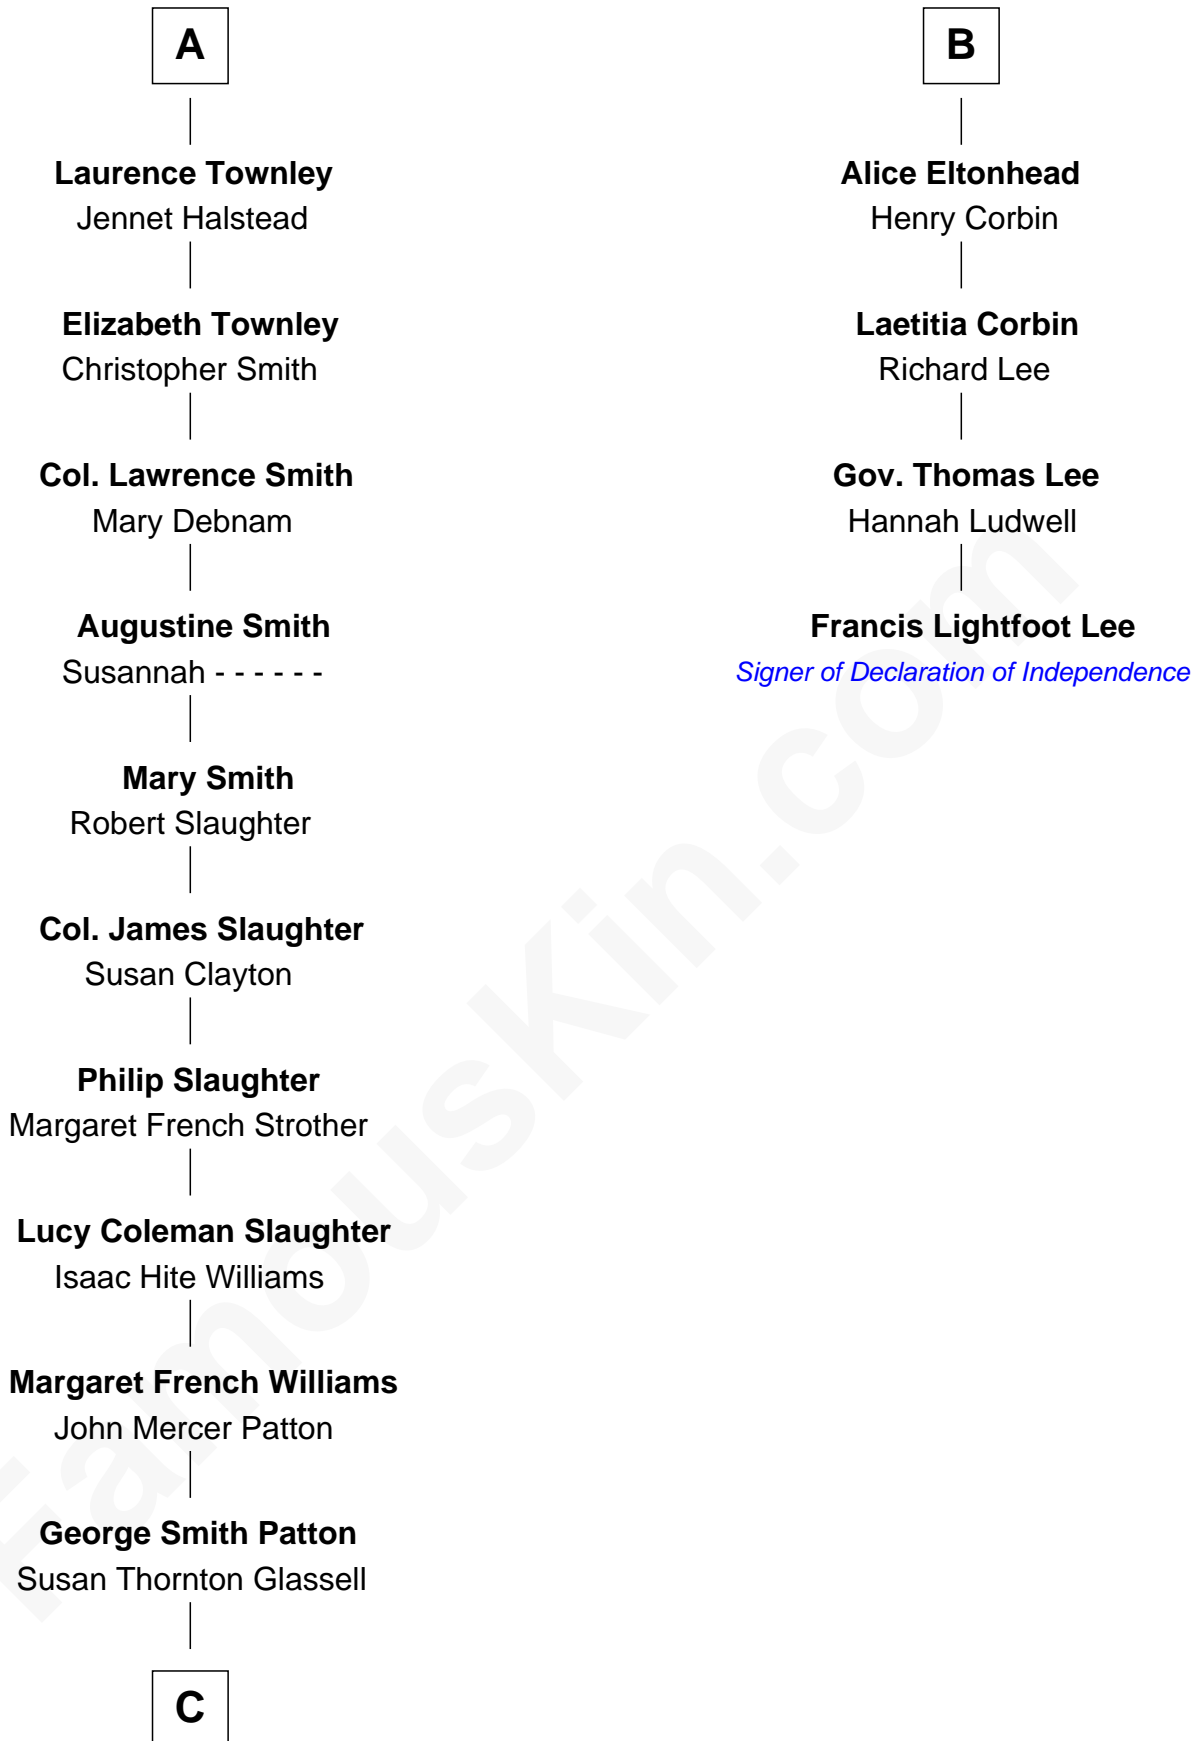 A
Laurence Townley
Jennet Halstead
Elizabeth Townley
Christopher Smith
Col. Lawrence Smith
Mary Debnam
Augustine Smith
Susannah - - - - - -
Mary Smith
Robert Slaughter
Col. James Slaughter
Susan Clayton
Philip Slaughter
Margaret French Strother
Lucy Coleman Slaughter
Isaac Hite Williams
Margaret French Williams
John Mercer Patton
George Smith Patton
Susan Thornton Glassell
C
B
Alice Eltonhead
Henry Corbin
Laetitia Corbin
Richard Lee
Gov. Thomas Lee
Hannah Ludwell
Francis Lightfoot Lee
Signer of Declaration of Independence
FamousKin.com